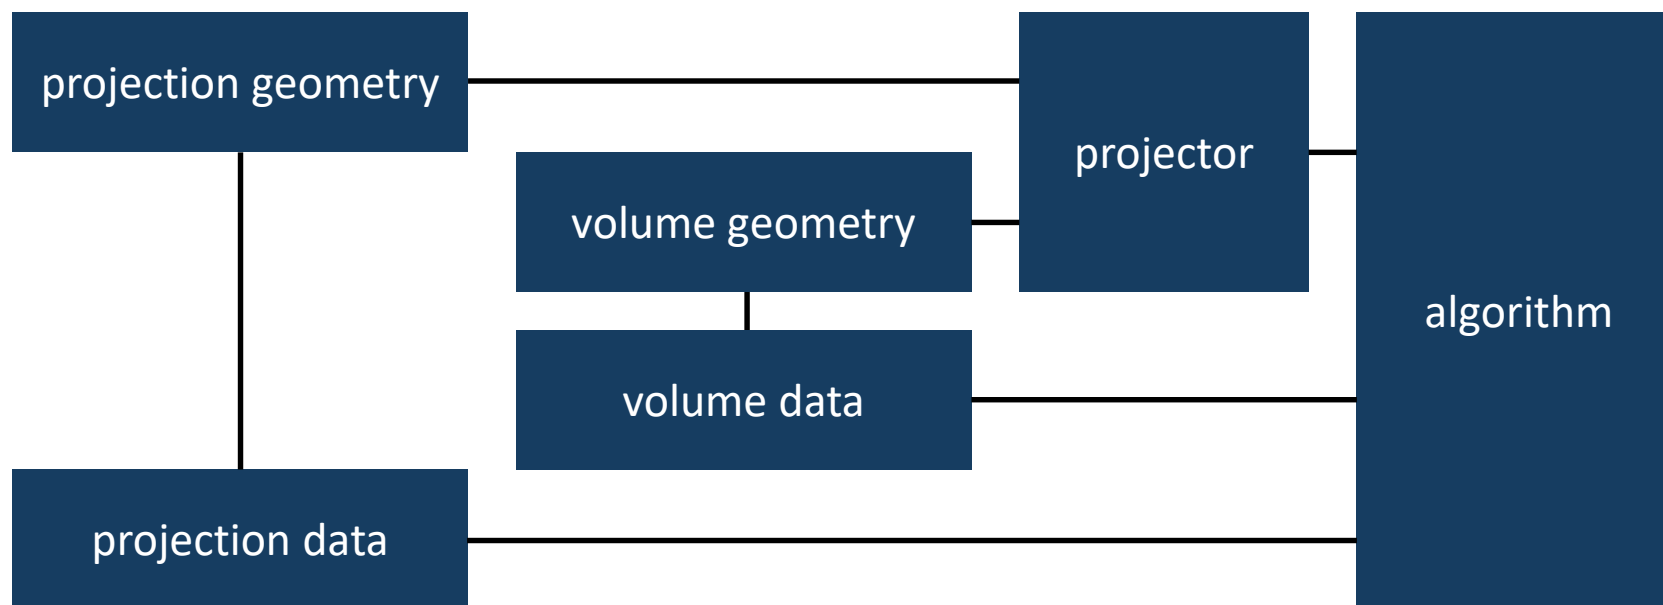 projection geometry
projector
volume geometry
algorithm
volume data
projection data